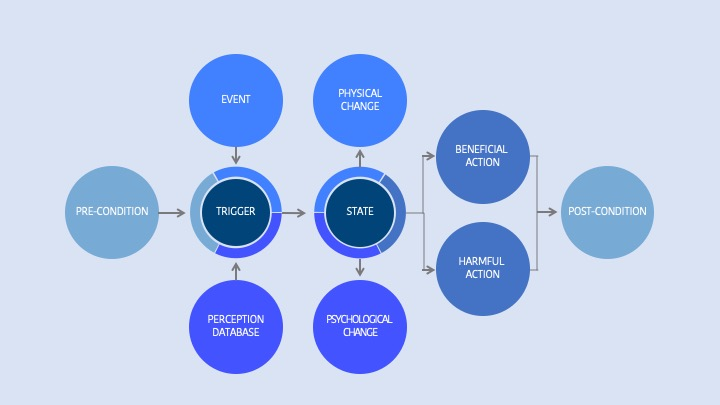 EVENT
PHYSICAL
CHANGE
BENEFICIAL
ACTION
PRE-CONDITION
TRIGGER
STATE
POST-CONDITION
HARMFUL
ACTION
PERCEPTION
DATABASE
PSYCHOLOGICAL
CHANGE